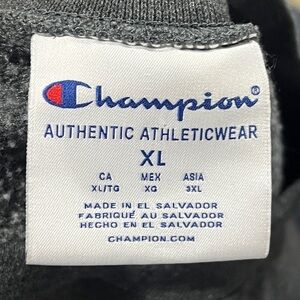 Champion®
AUTHENTIC ATHLETICWEAR
XL
CA MEX ASIA
XL/TG XG 3XL
MADE IN EL SALVADOR
FABRIQUÉ AU SALVADOR
HECHO EN EL SALVADOR
CHAMPION.COM